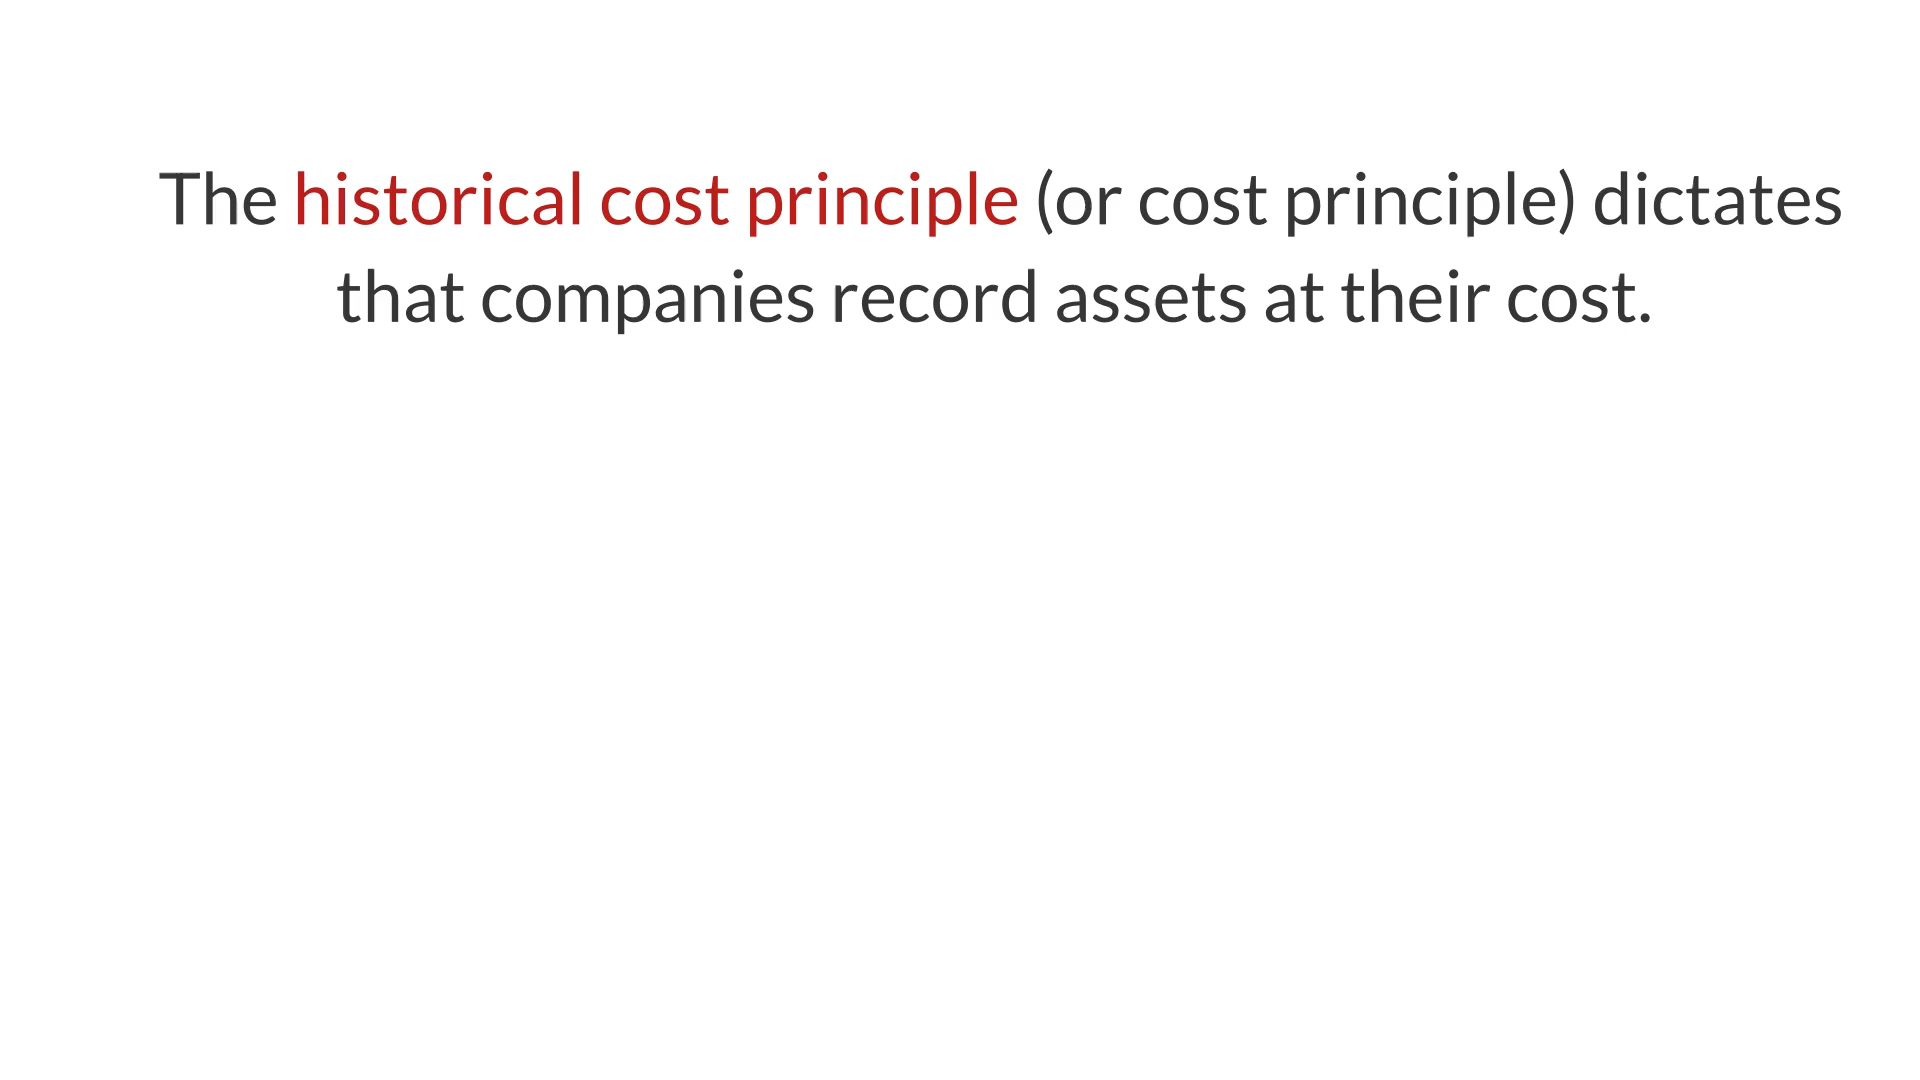 The historical cost principle (or cost principle) dictates
that companies record assets at their cost.